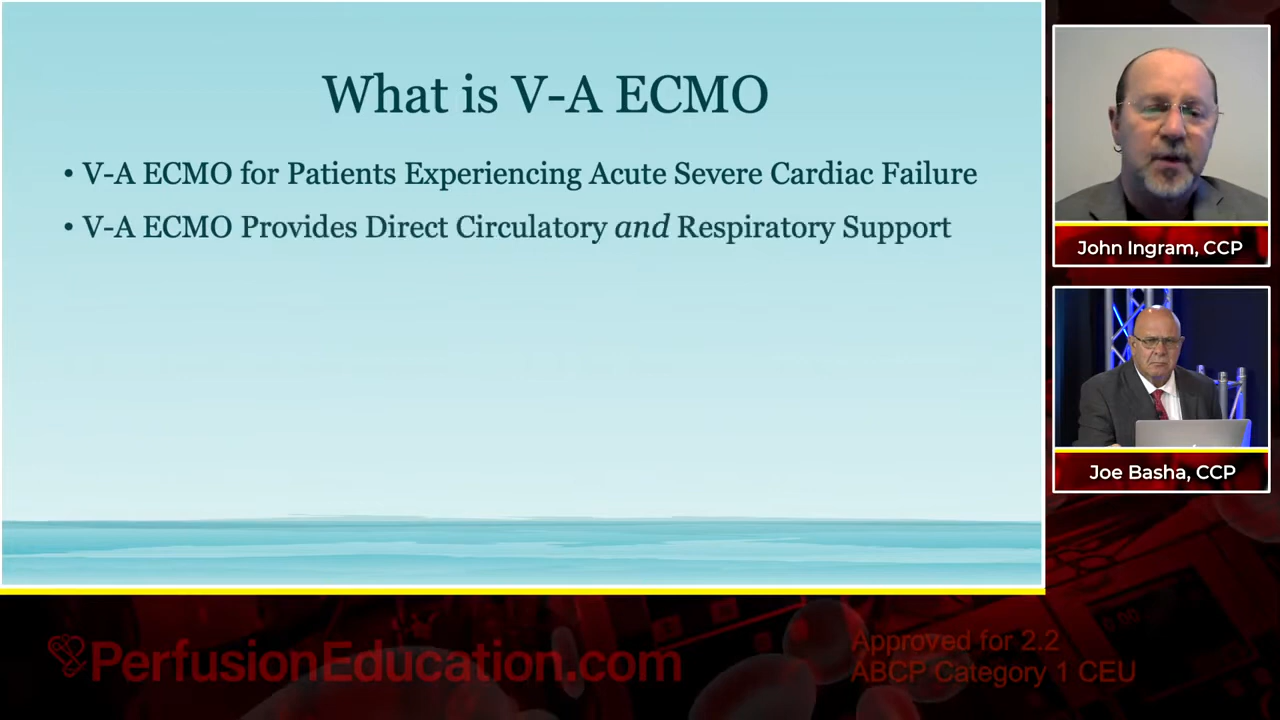 What is V-A ECMO
• V-A ECMO for Patients Experiencing Acute Severe Cardiac Failure
• V-A ECMO Provides Direct Circulatory and Respiratory Support
John Ingram, CCP
Joe Basha, CCP
PerfusionEducation.com
Approved for 2.2
ABCP Category 1 CEU